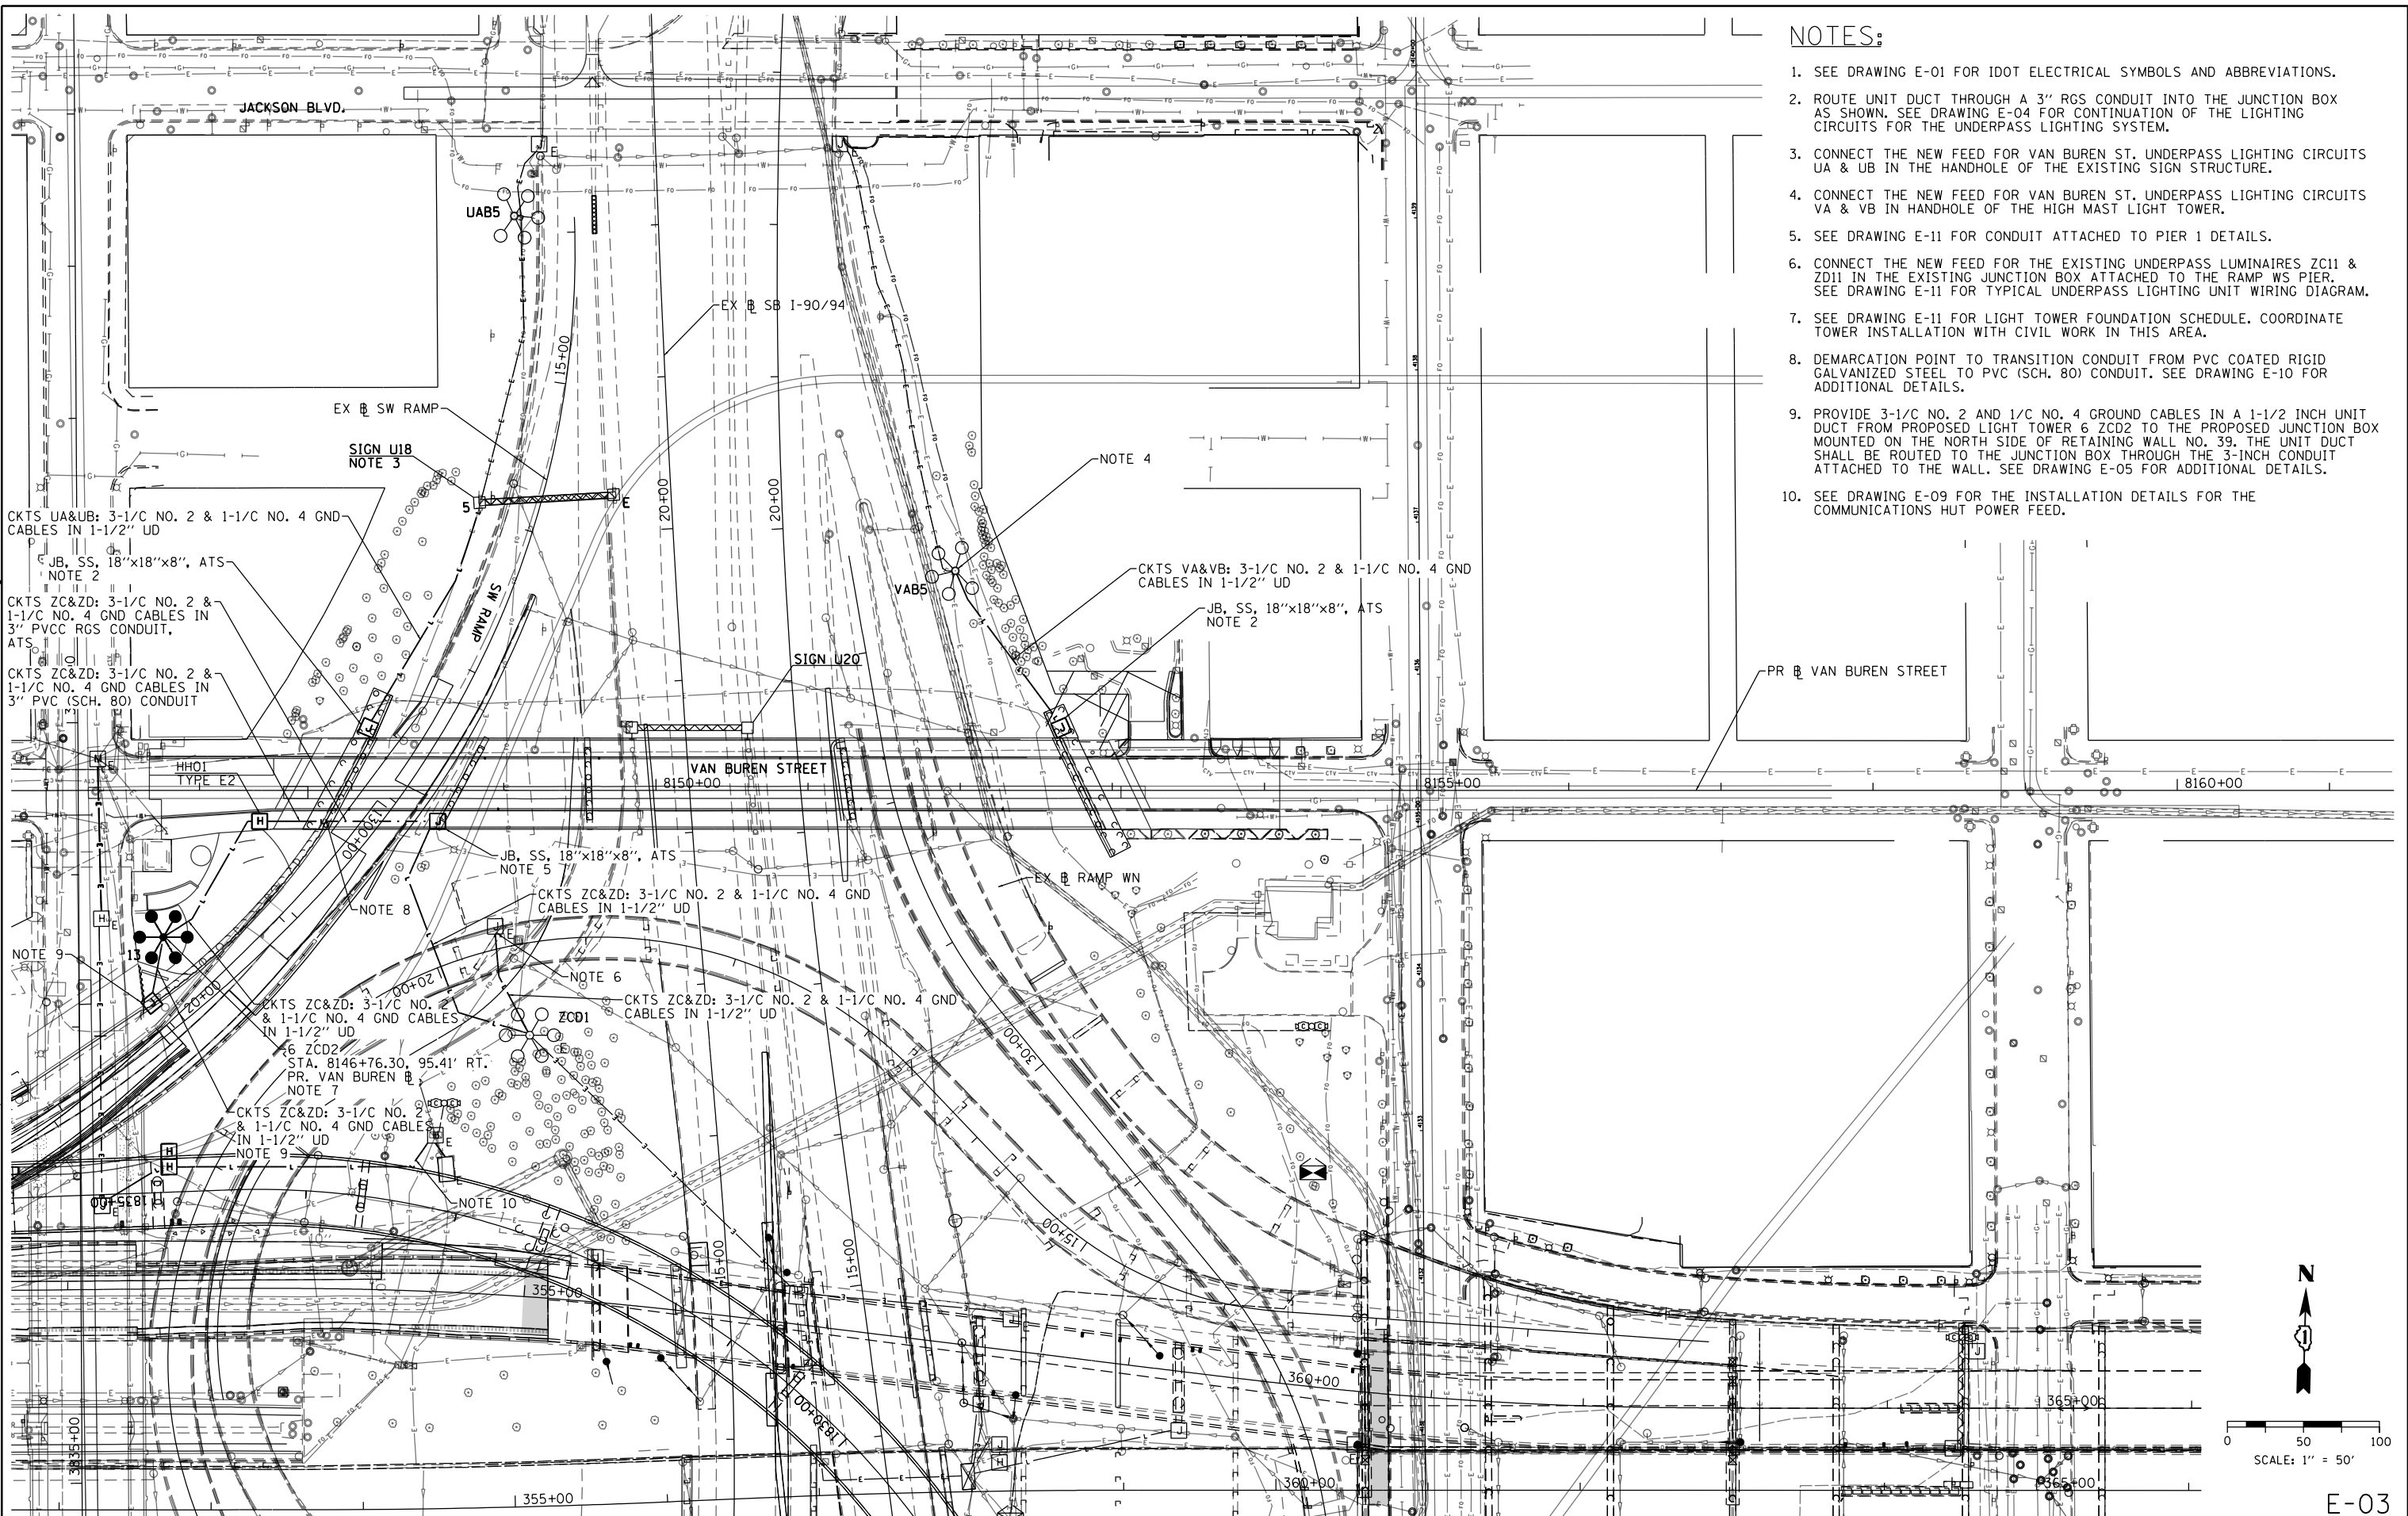 NOTES:
1. SEE DRAWING E-01 FOR IDOT ELECTRICAL SYMBOLS AND ABBREVIATIONS.
2. ROUTE UNIT DUCT THROUGH A 3'' RGS CONDUIT INTO THE JUNCTION BOX
AS SHOWN. SEE DRAWING E-04 FOR CONTINUATION OF THE LIGHTING
CIRCUITS FOR THE UNDERPASS LIGHTING SYSTEM.
3. CONNECT THE NEW FEED FOR VAN BUREN ST. UNDERPASS LIGHTING CIRCUITS
UA & UB IN THE HANDHOLE OF THE EXISTING SIGN STRUCTURE.
4. CONNECT THE NEW FEED FOR VAN BUREN ST. UNDERPASS LIGHTING CIRCUITS
VA & VB IN HANDHOLE OF THE HIGH MAST LIGHT TOWER.
5. SEE DRAWING E-11 FOR CONDUIT ATTACHED TO PIER 1 DETAILS.
6. CONNECT THE NEW FEED FOR THE EXISTING UNDERPASS LUMINAIRES ZC11 &
ZD11 IN THE EXISTING JUNCTION BOX ATTACHED TO THE RAMP WS PIER.
SEE DRAWING E-11 FOR TYPICAL UNDERPASS LIGHTING UNIT WIRING DIAGRAM.
7. SEE DRAWING E-11 FOR LIGHT TOWER FOUNDATION SCHEDULE. COORDINATE
TOWER INSTALLATION WITH CIVIL WORK IN THIS AREA.
8. DEMARCATION POINT TO TRANSITION CONDUIT FROM PVC COATED RIGID
GALVANIZED STEEL TO PVC (SCH. 80) CONDUIT. SEE DRAWING E-10 FOR
ADDITIONAL DETAILS.
9. PROVIDE 3-1/C NO. 2 AND 1/C NO. 4 GROUND CABLES IN A 1-1/2 INCH UNIT
DUCT FROM PROPOSED LIGHT TOWER 6 ZCD2 TO THE PROPOSED JUNCTION BOX
MOUNTED ON THE NORTH SIDE OF RETAINING WALL NO. 39. THE UNIT DUCT
SHALL BE ROUTED TO THE JUNCTION BOX THROUGH THE 3-INCH CONDUIT
ATTACHED TO THE WALL. SEE DRAWING E-05 FOR ADDITIONAL DETAILS.
10. SEE DRAWING E-09 FOR THE INSTALLATION DETAILS FOR THE
COMMUNICATIONS HUT POWER FEED.
JACKSON BLVD.
UAB5
EX ℄ SB I-90/94
15+00
EX ℄ SW RAMP
SIGN U18
NOTE 3
5
E
20+00
20+00
NOTE 4
CKTS UA&UB: 3-1/C NO. 2 & 1-1/C NO. 4 GND
CABLES IN 1-1/2'' UD
JB, SS, 18''x18''x8'', ATS
NOTE 2
CKTS ZC&ZD: 3-1/C NO. 2 &
1-1/C NO. 4 GND CABLES IN
3'' PVCC RGS CONDUIT,
ATS
CKTS ZC&ZD: 3-1/C NO. 2 &
1-1/C NO. 4 GND CABLES IN
3'' PVC (SCH. 80) CONDUIT
SW RAMP
VAB5
CKTS VA&VB: 3-1/C NO. 2 & 1-1/C NO. 4 GND
CABLES IN 1-1/2'' UD
JB, SS, 18''x18''x8'', ATS
NOTE 2
SIGN U20
PR ℄ VAN BUREN STREET
HH01
TYPE E2
VAN BUREN STREET
8150+00
8155+00
8160+00
1300+00
JB, SS, 18''x18''x8'', ATS
NOTE 5
EX ℄ RAMP WN
CKTS ZC&ZD: 3-1/C NO. 2 & 1-1/C NO. 4 GND
CABLES IN 1-1/2'' UD
NOTE 8
NOTE 9
13
NOTE 6
20+00
20+00
CKTS ZC&ZD: 3-1/C NO. 2
& 1-1/C NO. 4 GND CABLES
IN 1-1/2'' UD
CKTS ZC&ZD: 3-1/C NO. 2 & 1-1/C NO. 4 GND
CABLES IN 1-1/2'' UD
ZCD1
30+00
6 ZCD2
STA. 8146+76.30, 95.41' RT.
PR. VAN BUREN ℄
NOTE 7
CKTS ZC&ZD: 3-1/C NO. 2
& 1-1/C NO. 4 GND CABLES
IN 1-1/2'' UD
NOTE 9
NOTE 10
1835+00
15+00
15+00
15+00
355+00
360+00
365+00
1830+00
3835+00
355+00
360+00
365+00
N
0 50 100
SCALE: 1'' = 50'
E-03